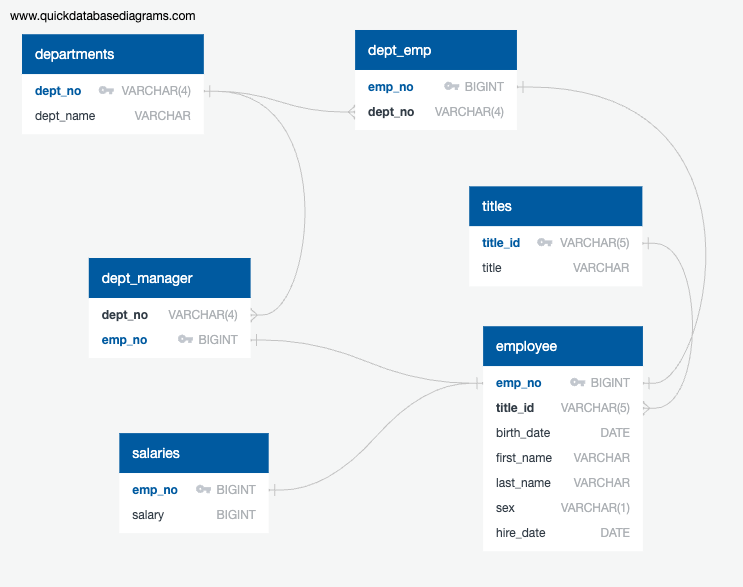 www.quickdatabasediagrams.com
departments
dept_no VARCHAR(4)
dept_name VARCHAR
dept_emp
emp_no BIGINT
dept_no VARCHAR(4)
titles
title_id VARCHAR(5)
title VARCHAR
dept_manager
dept_no VARCHAR(4)
emp_no BIGINT
employee
emp_no BIGINT
title_id VARCHAR(5)
birth_date DATE
first_name VARCHAR
last_name VARCHAR
sex VARCHAR(1)
hire_date DATE
salaries
emp_no BIGINT
salary BIGINT